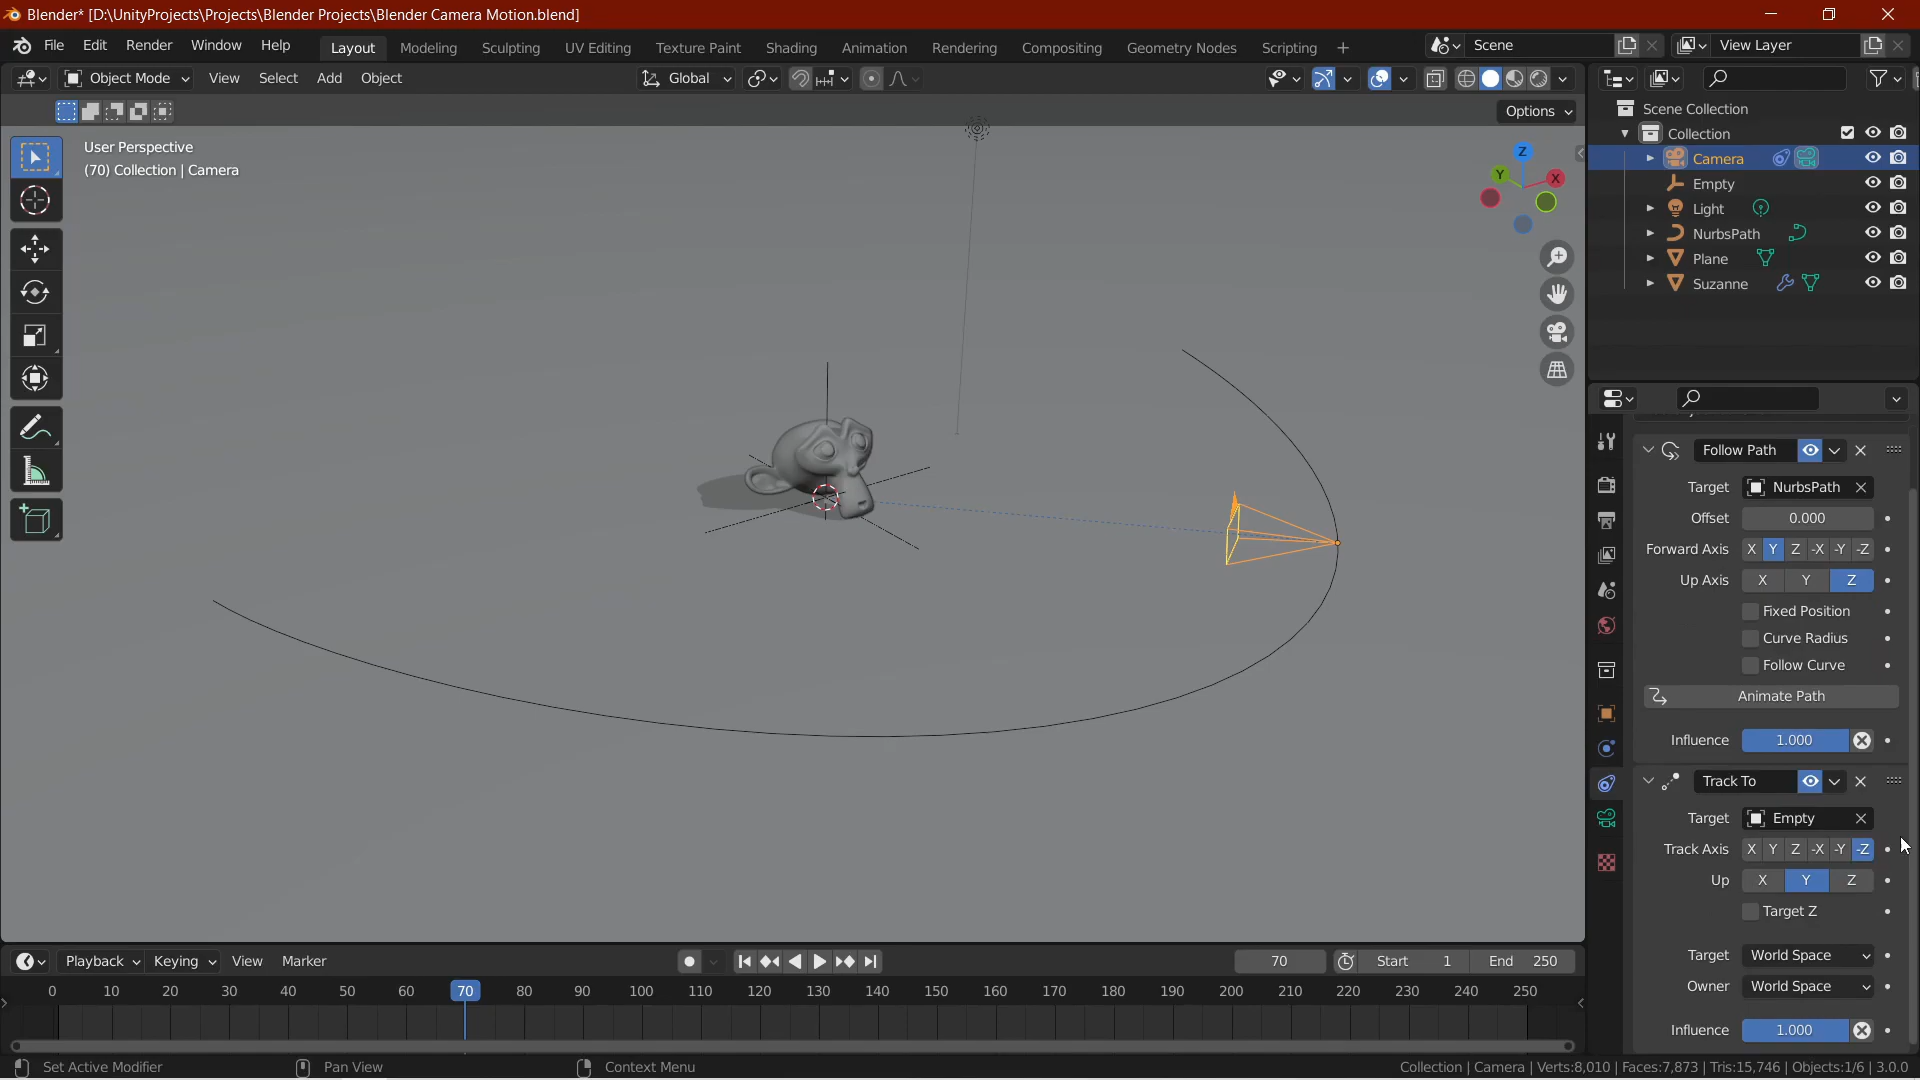 Blender* [D:\UnityProjects\Projects\Blender Projects\Blender Camera Motion.blend]
File Edit Render Window Help Layout Modeling Sculpting UV Editing Texture Paint Shading Animation Rendering Compositing Geometry Nodes Scripting + Scene View Layer
Object Mode View Select Add Object Global
Options
User Perspective
(70) Collection | Camera
Z
Y
X
Scene Collection
Collection
Camera
Empty
Light
NurbsPath
Plane
Suzanne
Follow Path
Target NurbsPath
Offset 0.000
Forward Axis X Y Z -X -Y -Z
Up Axis X Y Z
Fixed Position
Curve Radius
Follow Curve
Animate Path
Influence 1.000
Track To
Target Empty
Track Axis X Y Z -X -Y -Z
Up X Y Z
Target Z
Target World Space
Owner World Space
Influence 1.000
Playback Keying View Marker 70 Start 1 End 250
0 10 20 30 40 50 60 70 80 90 100 110 120 130 140 150 160 170 180 190 200 210 220 230 240 250
Set Active Modifier Pan View Context Menu Collection | Camera | Verts:8,010 | Faces:7,873 | Tris:15,746 | Objects:1/6 | 3.0.0